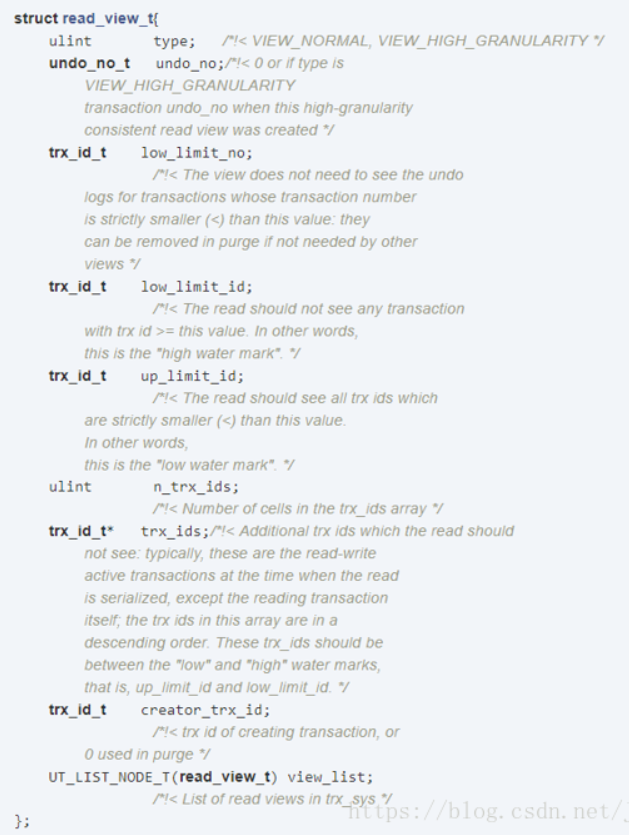 struct read_view_t{
ulint type; /*!< VIEW_NORMAL, VIEW_HIGH_GRANULARITY */
undo_no_t undo_no;/*!< 0 or if type is
VIEW_HIGH_GRANULARITY
transaction undo_no when this high-granularity
consistent read view was created */
trx_id_t low_limit_no;
/*!< The view does not need to see the undo
logs for transactions whose transaction number
is strictly smaller (<) than this value: they
can be removed in purge if not needed by other
views */
trx_id_t low_limit_id;
/*!< The read should not see any transaction
with trx id >= this value. In other words,
this is the "high water mark". */
trx_id_t up_limit_id;
/*!< The read should see all trx ids which
are strictly smaller (<) than this value.
In other words,
this is the "low water mark". */
ulint n_trx_ids;
/*!< Number of cells in the trx_ids array */
trx_id_t* trx_ids;/*!< Additional trx ids which the read should
not see: typically, these are the read-write
active transactions at the time when the read
is serialized, except the reading transaction
itself; the trx ids in this array are in a
descending order. These trx_ids should be
between the "low" and "high" water marks,
that is, up_limit_id and low_limit_id. */
trx_id_t creator_trx_id;
/*!< trx id of creating transaction, or
0 used in purge */
UT_LIST_NODE_T(read_view_t) view_list;
/*!< List of read views in trx_sys */
};
https://blog.csdn.net/